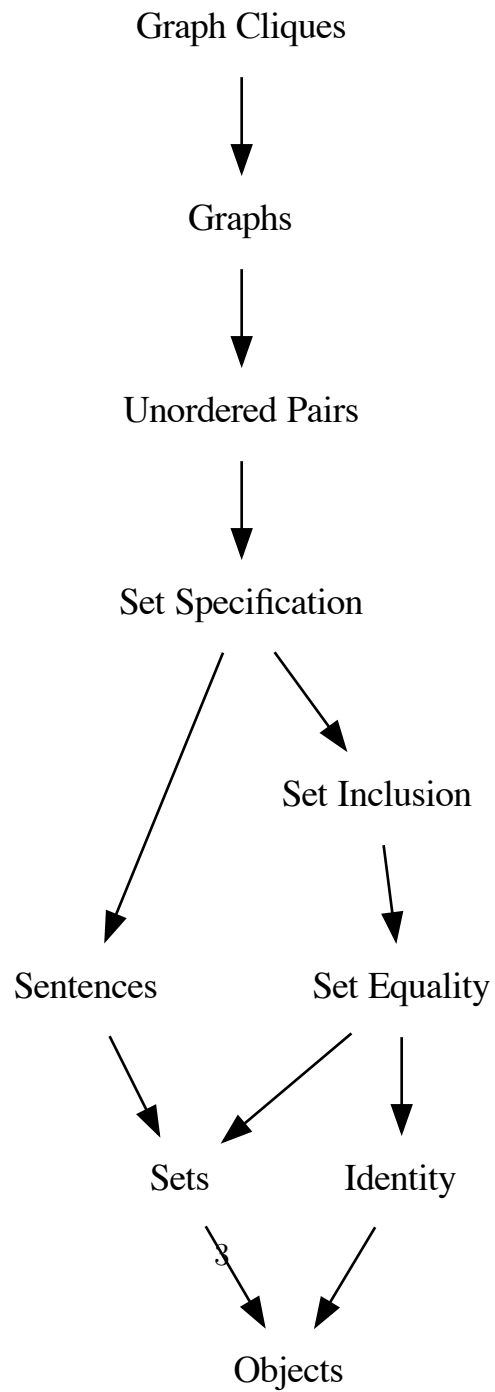 Graph Cliques
Graphs
Unordered Pairs
Set Specification
Set Inclusion
Sentences
Set Equality
Sets
Identity
3
Objects